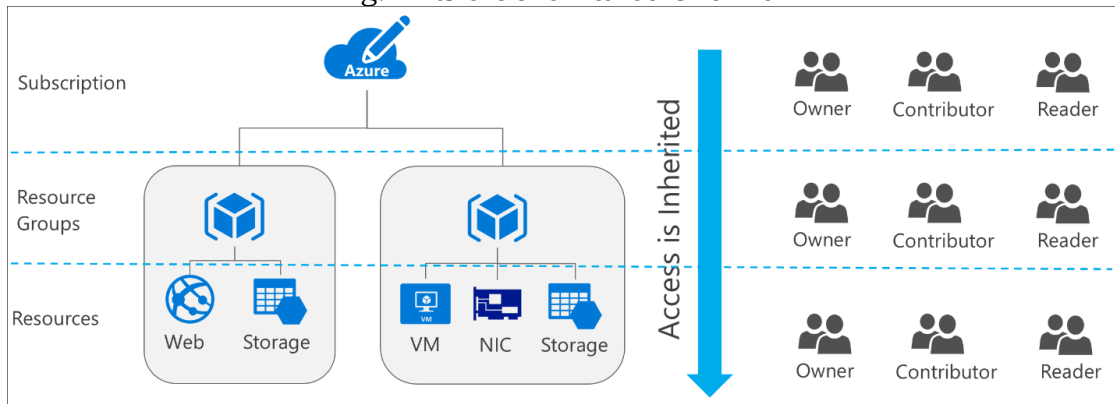 Azure
Subscription
Owner
Contributor
Reader
Access is Inherited
Resource
Groups
Owner
Contributor
Reader
Resources
Web
Storage
VM
VM
NIC
Storage
Owner
Contributor
Reader